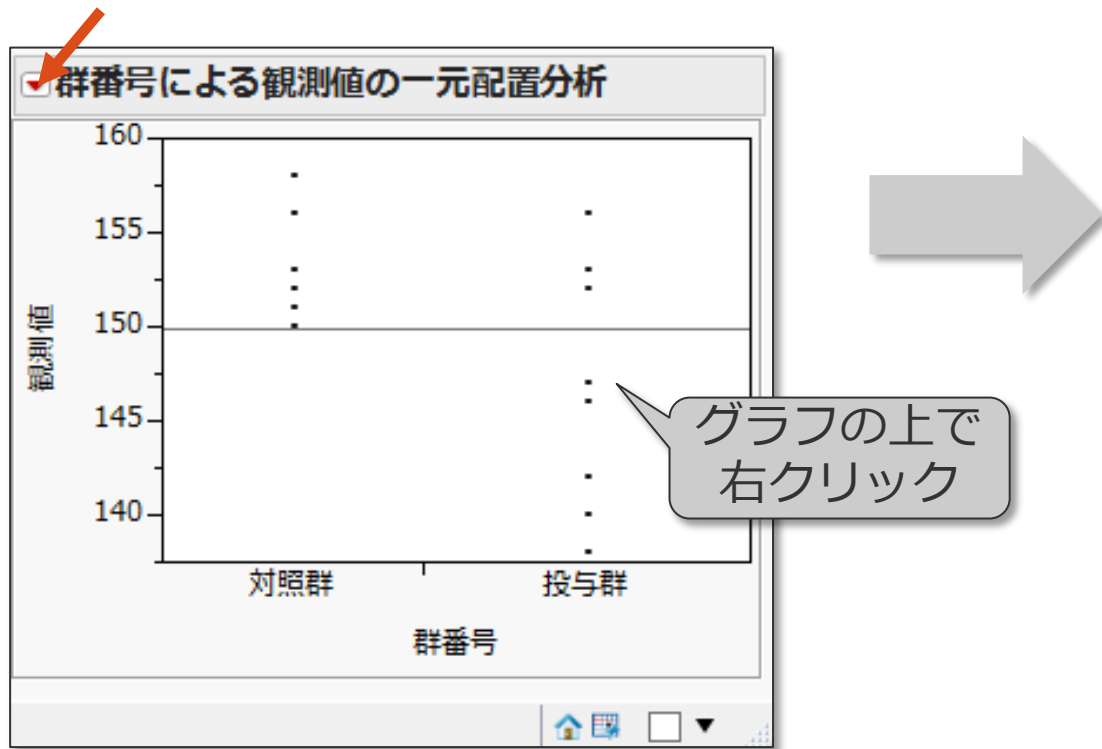 群番号による観測値の一元配置分析
160
155
150
145
140
観測値
グラフの上で
右クリック
対照群
投与群
群番号